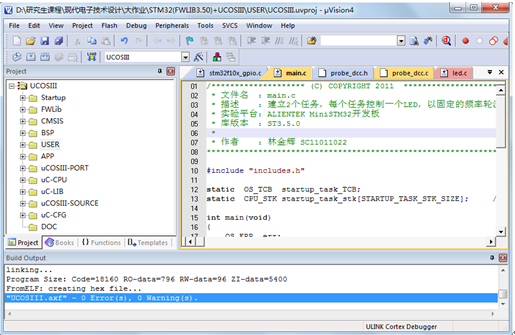 D:\研究生课程\现代电子技术设计\大作业\STM32(FWLIB3.50)+UCOSIII\USER\UCOSIII.uvproj - µVision4
File Edit View Project Flash Debug Peripherals Tools SVCS Window Help
UCOSIII
Project
stm32f10x_gpio.c main.c probe_dcc.h probe_dcc.c led.c
UCOSIII
Startup
FWLib
CMSIS
BSP
USER
APP
uCOSIII-PORT
uC-CPU
uC-LIB
uCOSIII-SOURCE
uC-CFG
DOC
Project Books Functions Templates
01 /******************* (C) COPYRIGHT 2011 *******************
02 * 文件名 : main.c
03 * 描述 : 建立2个任务，每个任务控制一个LED，以固定的频率轮
04 * 实验平台: ALIENTEK MiniSTM32开发板
05 * 库版本 : ST3.5.0
06 *
07 * 作者 : 林金辉 SC11011022
08
09
10 #include "includes.h"
11
12 static OS_TCB startup_task_TCB;
13 static CPU_STK startup_task_stk[STARTUP_TASK_STK_SIZE]; /
14
15 int main(void)
16 {
17 OS_ERR err;
Build Output
linking...
Program Size: Code=18160 RO-data=796 RW-data=96 ZI-data=5400
FromELF: creating hex file...
"UCOSIII.axf" - 0 Error(s), 0 Warning(s).
ULINK Cortex Debugger